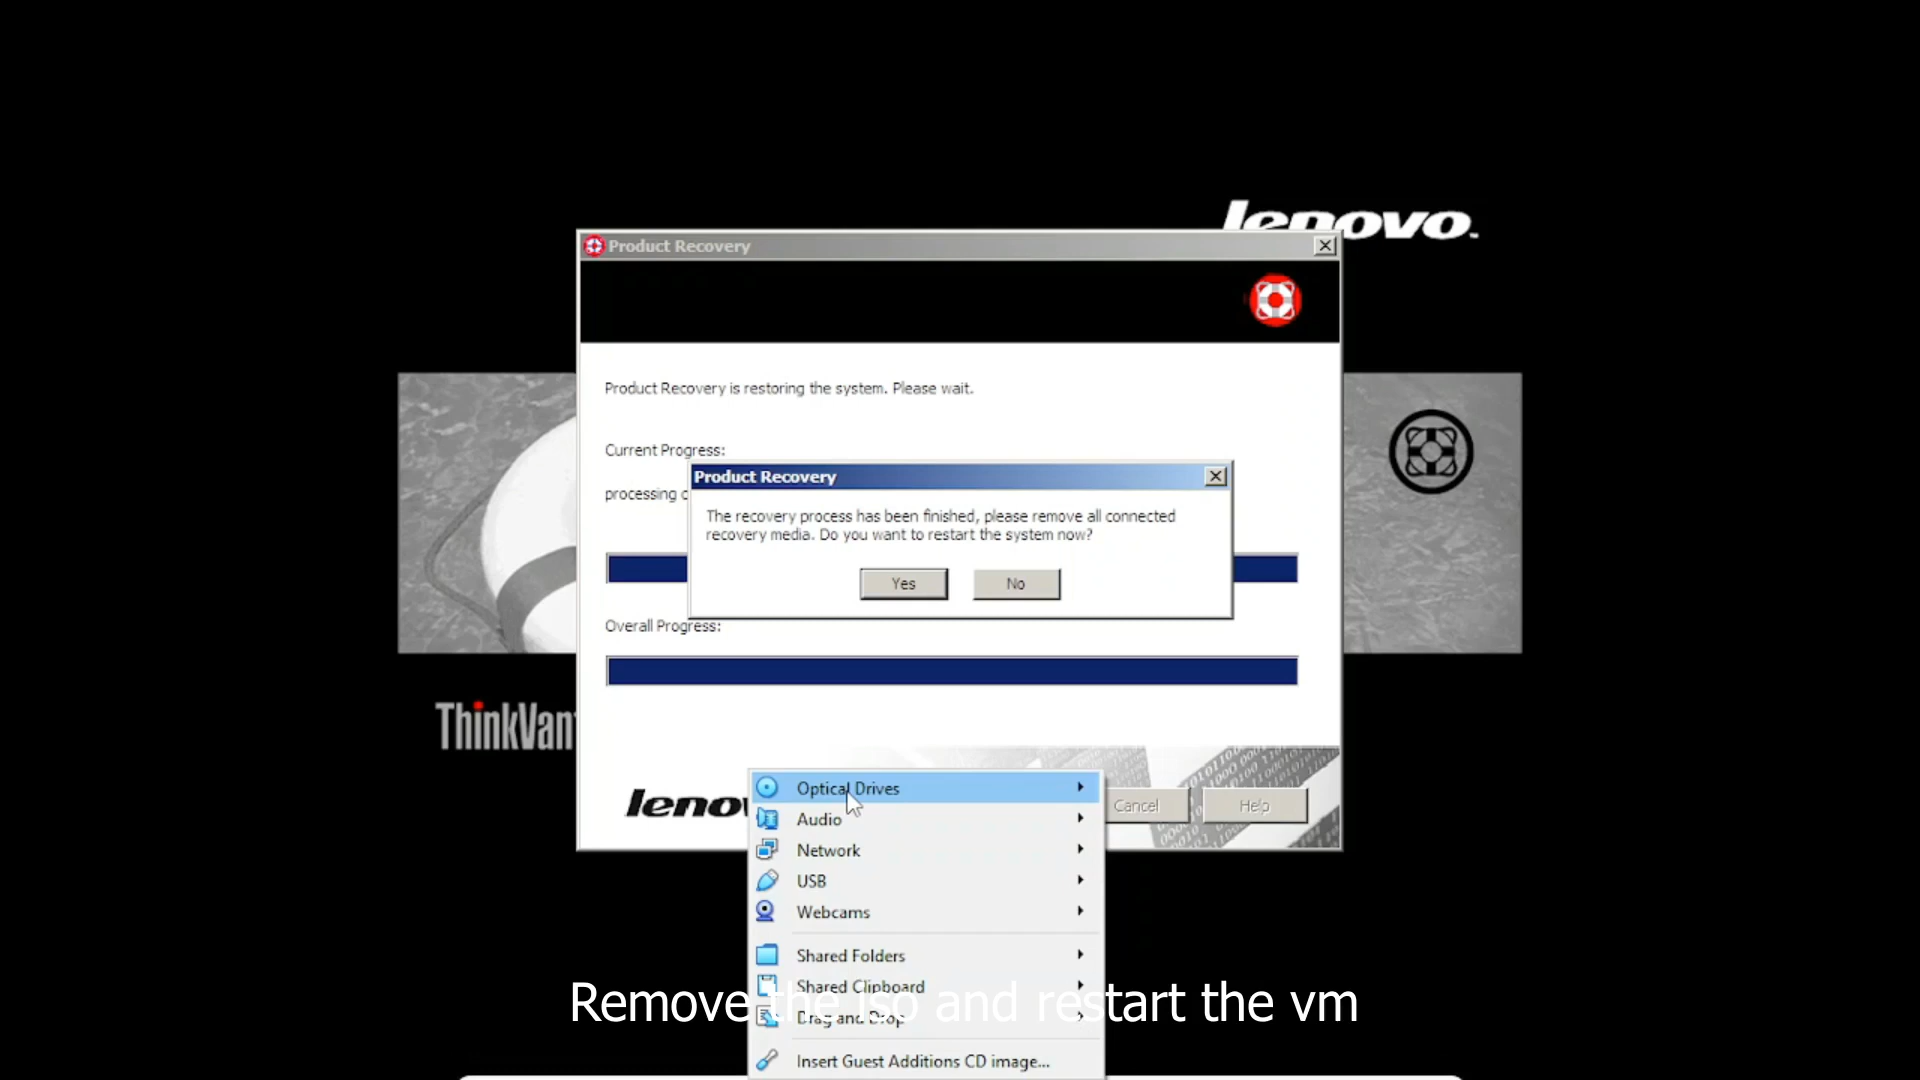 lenovo.
Product Recovery
Product Recovery is restoring the system. Please wait.
Current Progress:
processing
Product Recovery
The recovery process has been finished, please remove all connected
recovery media. Do you want to restart the system now?
Yes
No
Overall Progress:
ThinkVan
leno
Cancel
Help
Optical Drives
Audio
Network
USB
Webcams
Shared Folders
Shared Clipboard
Drag and Drop
Insert Guest Additions CD image...
Remove the iso and restart the vm